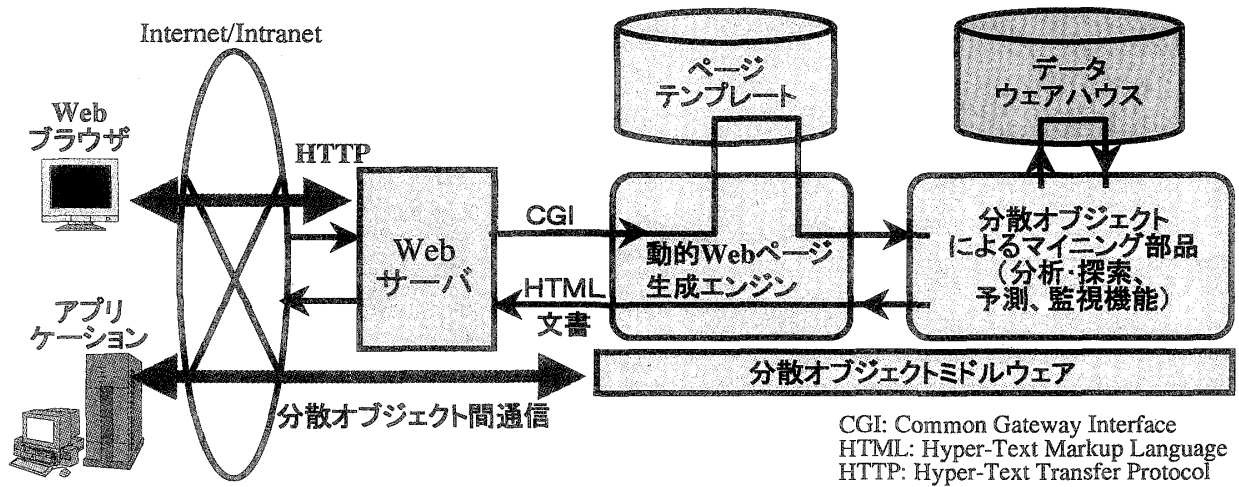 Internet/Intranet
Web
ブラウザ
HTTP
Web
サーバ
CGI
HTML
文書
ページ
テンプレート
動的Webページ
生成エンジン
データ
ウェアハウス
分散オブジェクト
によるマイニング部品
(分析・探索、
予測、監視機能)
アプリ
ケーション
分散オブジェクト間通信
分散オブジェクトミドルウェア
CGI: Common Gateway Interface
HTML: Hyper-Text Markup Language
HTTP: Hyper-Text Transfer Protocol